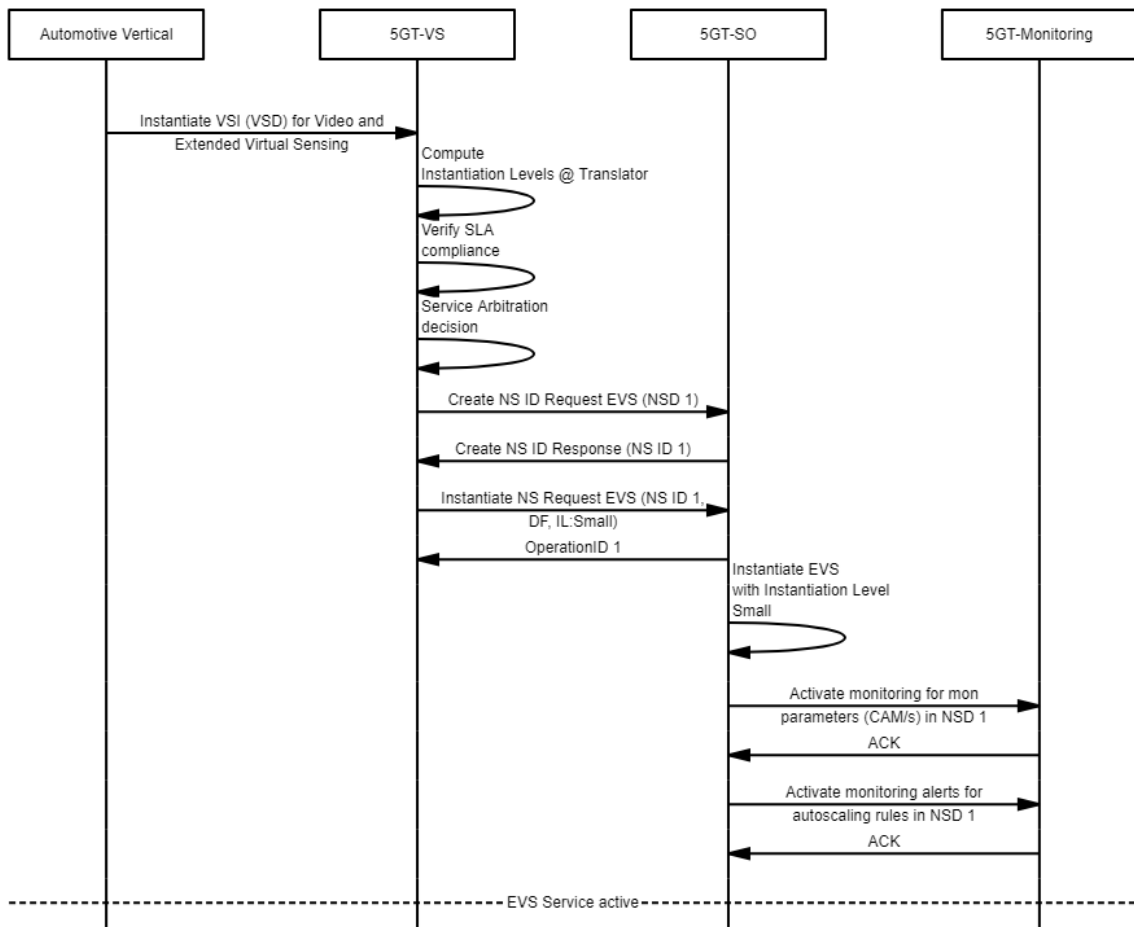 Automotive Vertical
5GT-VS
5GT-SO
5GT-Monitoring
Instantiate VSI (VSD) for Video and
Extended Virtual Sensing
Compute
Instantiation Levels @ Translator
Verify SLA
compliance
Service Arbitration
decision
Create NS ID Request EVS (NSD 1)
Create NS ID Response (NS ID 1)
Instantiate NS Request EVS (NS ID 1,
DF, IL:Small)
OperationID 1
Instantiate EVS
with Instantiation Level
Small
Activate monitoring for mon
parameters (CAM/s) in NSD 1
ACK
Activate monitoring alerts for
autoscaling rules in NSD 1
ACK
EVS Service active